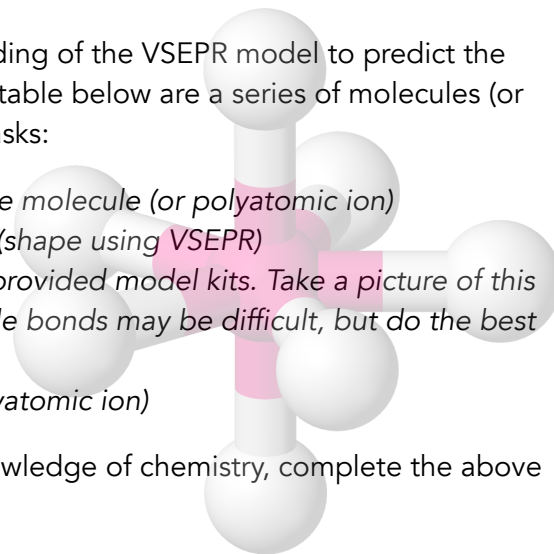 ding of the VSEPR model to predict the
table below are a series of molecules (or
sks:
e molecule (or polyatomic ion)
(shape using VSEPR)
provided model kits. Take a picture of this
le bonds may be difficult, but do the best
yatomic ion)
wledge of chemistry, complete the above